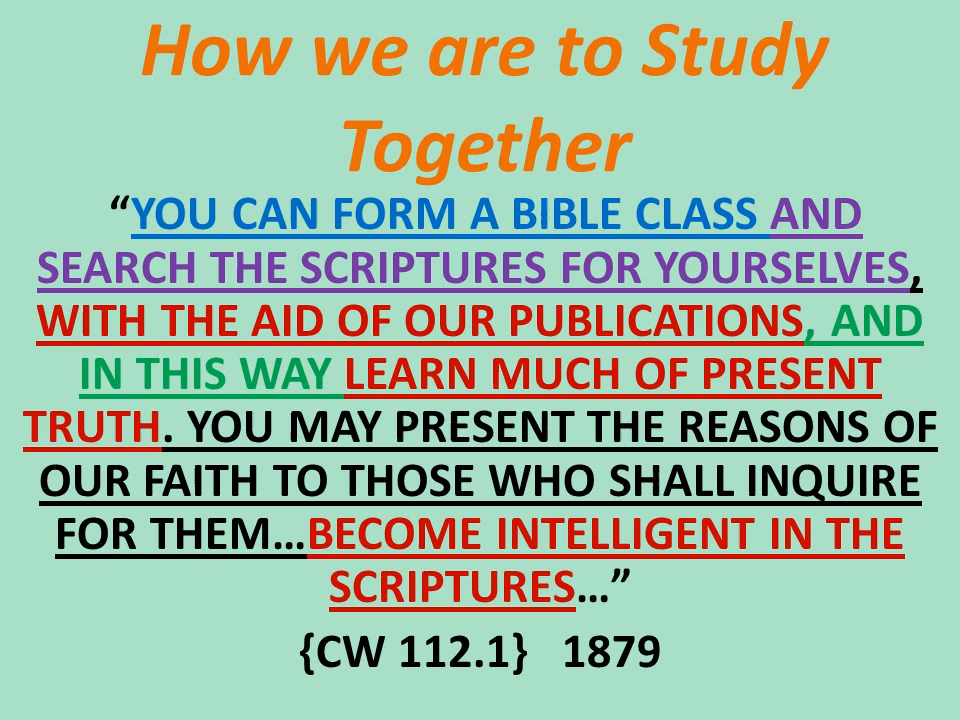 How we are to Study
Together
“YOU CAN FORM A BIBLE CLASS AND
SEARCH THE SCRIPTURES FOR YOURSELVES,
WITH THE AID OF OUR PUBLICATIONS, AND
IN THIS WAY LEARN MUCH OF PRESENT
TRUTH. YOU MAY PRESENT THE REASONS OF
OUR FAITH TO THOSE WHO SHALL INQUIRE
FOR THEM…BECOME INTELLIGENT IN THE
SCRIPTURES…”
{CW 112.1} 1879